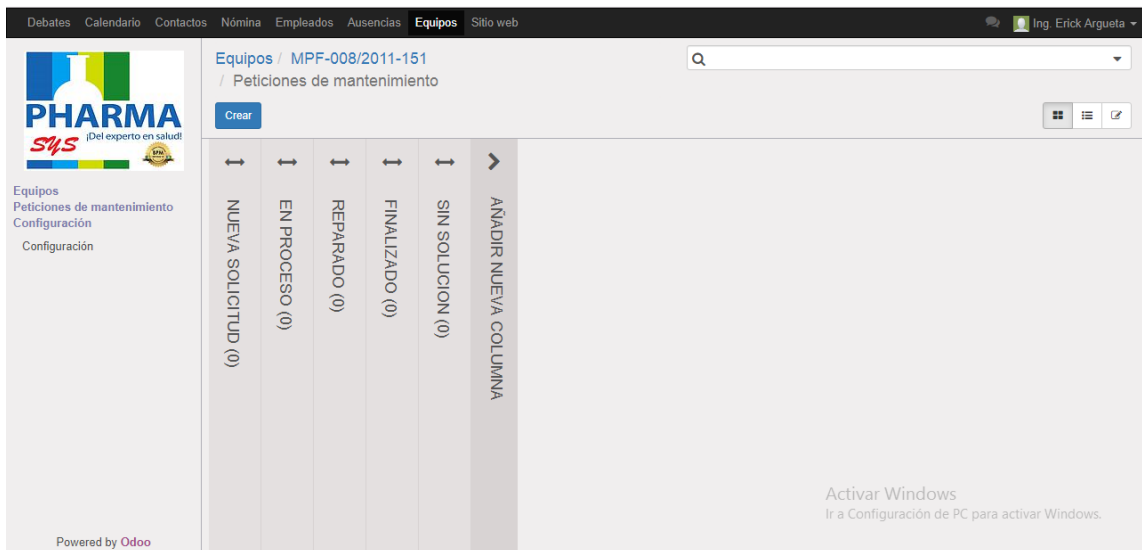 Debates Calendario Contactos Nómina Empleados Ausencias Equipos Sitio web Ing. Erick Argueta
PHARMA
SYS ¡Del experto en salud!
BPM
Equipos
Peticiones de mantenimiento
Configuración
Configuración
Powered by Odoo
Equipos / MPF-008/2011-151
/ Peticiones de mantenimiento
Crear
NUEVA SOLICITUD (0)
EN PROCESO (0)
REPARADO (0)
FINALIZADO (0)
SIN SOLUCION (0)
AÑADIR NUEVA COLUMNA
Activar Windows
Ir a Configuración de PC para activar Windows.